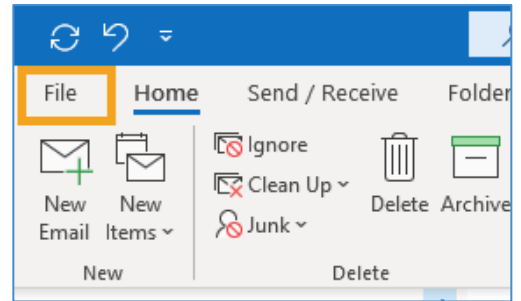 File Home Send / Receive Folder
Ignore
Clean Up
Junk
New Email
New Items
Delete
Archive
New
Delete